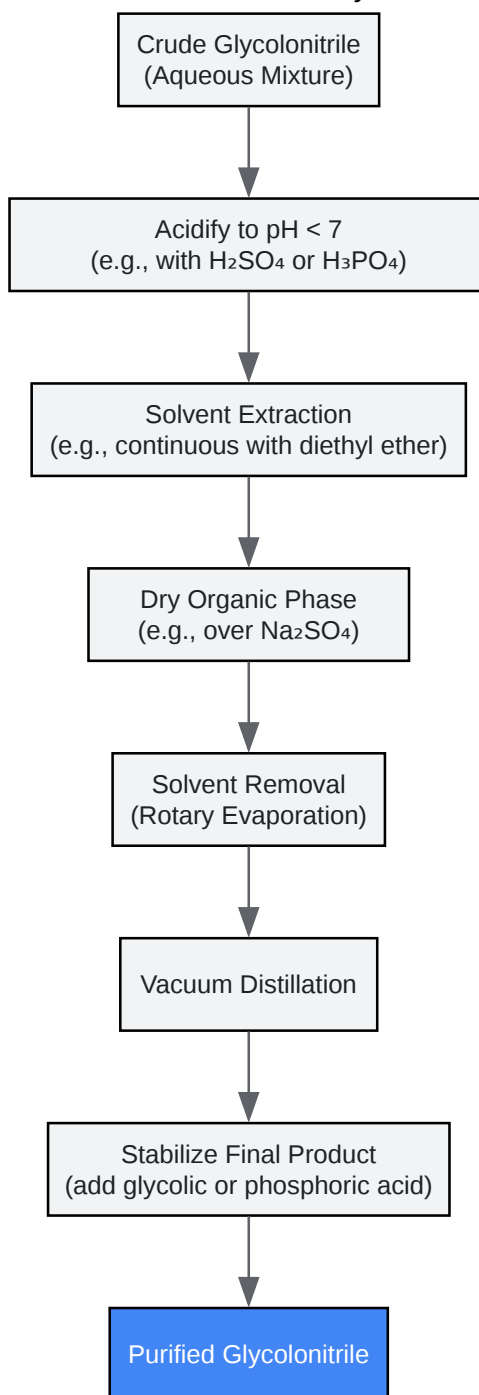 Crude Glycolonitrile
(Aqueous Mixture)
Acidify to pH < 7
(e.g., with H₂SO₄ or H₃PO₄)
Solvent Extraction
(e.g., continuous with diethyl ether)
Dry Organic Phase
(e.g., over Na₂SO₄)
Solvent Removal
(Rotary Evaporation)
Vacuum Distillation
Stabilize Final Product
(add glycolic or phosphoric acid)
Purified Glycolonitrile